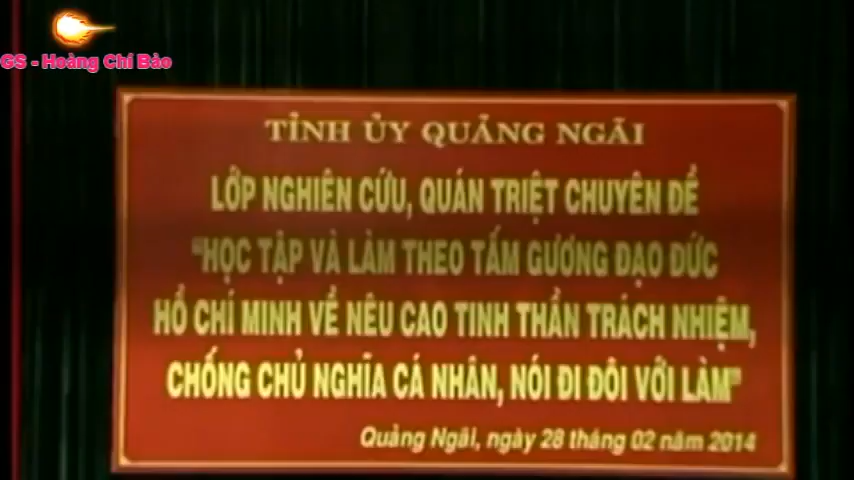 GS - Hoàng Chí Bảo
TỈNH ỦY QUẢNG NGÃI
LỚP NGHIÊN CỨU, QUÁN TRIỆT CHUYÊN ĐỀ
"HỌC TẬP VÀ LÀM THEO TẤM GƯƠNG ĐẠO ĐỨC
HỒ CHÍ MINH VỀ NÊU CAO TINH THẦN TRÁCH NHIỆM,
CHỐNG CHỦ NGHĨA CÁ NHÂN, NÓI ĐI ĐÔI VỚI LÀM"
Quảng Ngãi, ngày 28 tháng 02 năm 2014